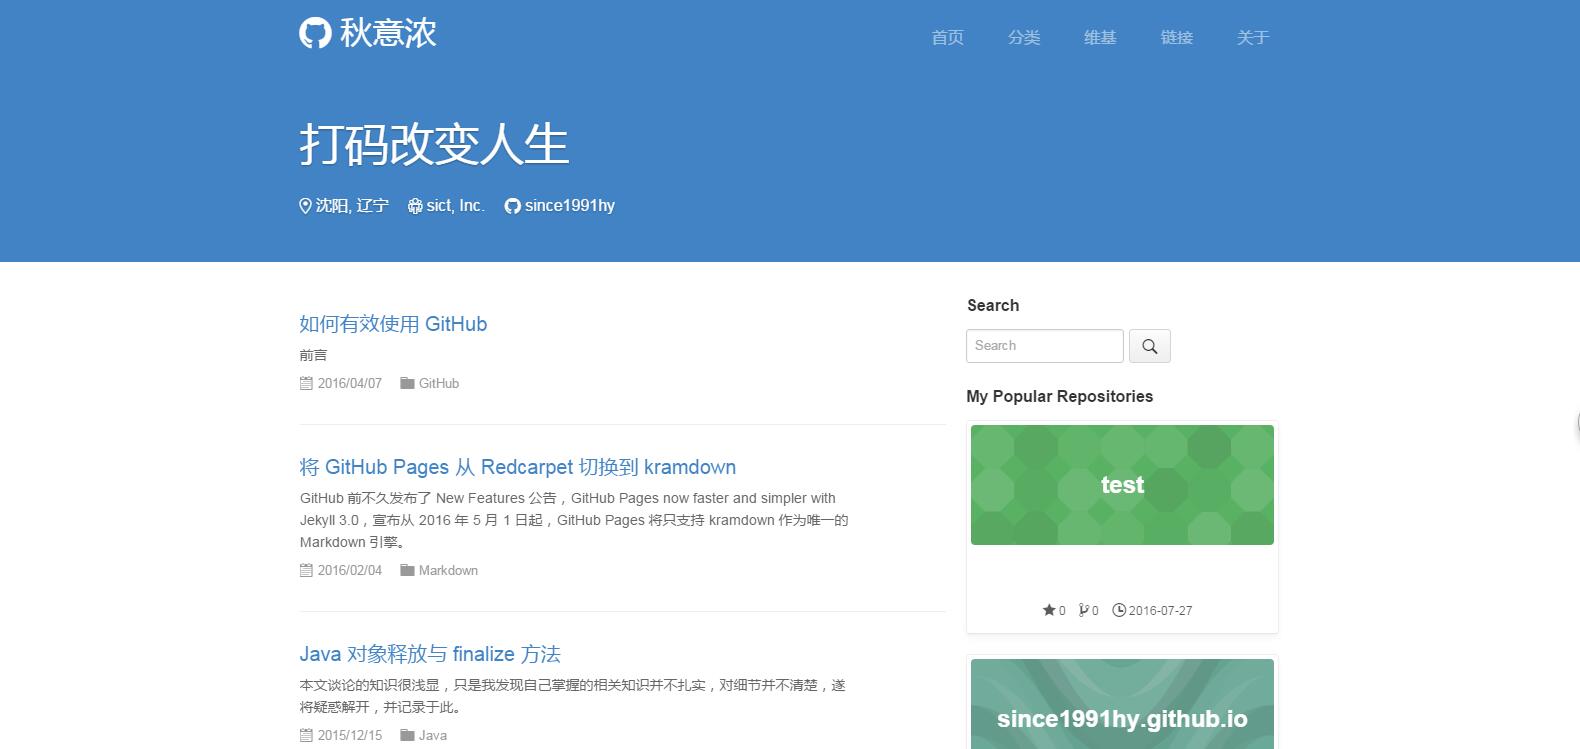 秋意浓
首页 分类 维基 链接 关于
打码改变人生
沈阳, 辽宁 sict, Inc. since1991hy
如何有效使用 GitHub
前言
2016/04/07 GitHub
将 GitHub Pages 从 Redcarpet 切换到 kramdown
GitHub 前不久发布了 New Features 公告，GitHub Pages now faster and simpler with
Jekyll 3.0，宣布从 2016 年 5 月 1 日起，GitHub Pages 将只支持 kramdown 作为唯一的
Markdown 引擎。
2016/02/04 Markdown
Java 对象释放与 finalize 方法
本文谈论的知识很浅显，只是我发现自己掌握的相关知识并不扎实，对细节并不清楚，遂
将疑惑解开，并记录于此。
2015/12/15 Java
Search
Search
My Popular Repositories
test
0 0 2016-07-27
since1991hy.github.io